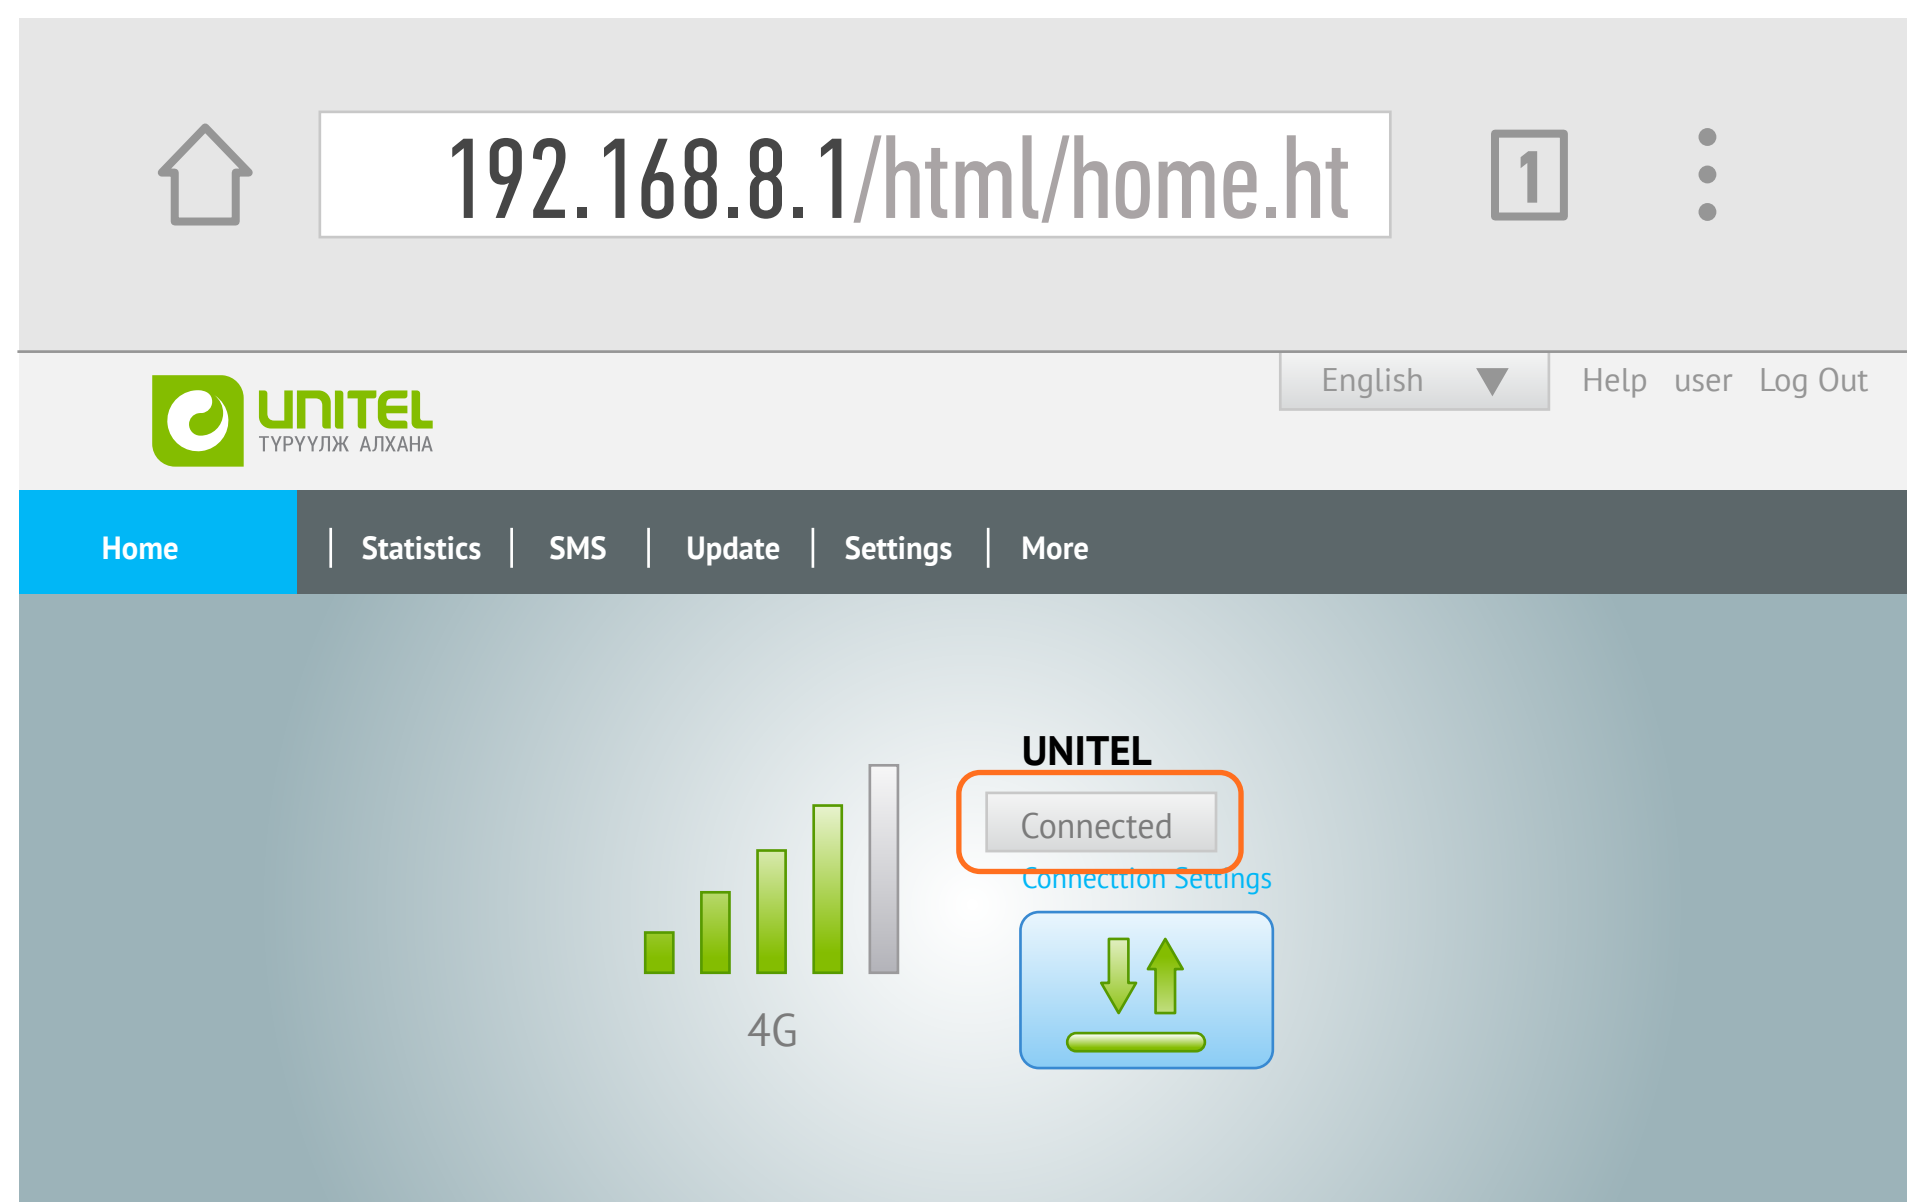 192.168.8.1/html/home.ht
1
English
Help user Log Out
UNITEL
ТҮРҮҮЛЖ АЛХАНА
Home
Statistics
SMS
Update
Settings
More
UNITEL
Connected
Connecttion Settings
4G